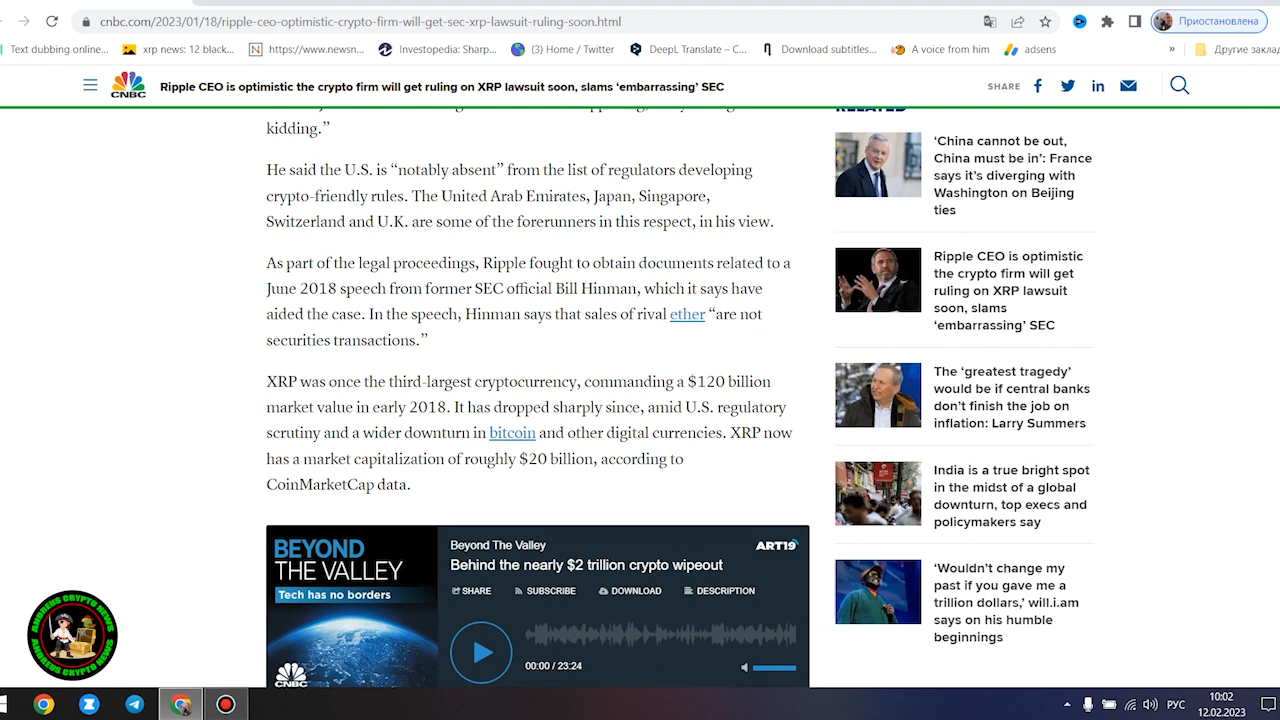 cnbc.com/2023/01/18/ripple-ceo-optimistic-crypto-firm-will-get-sec-xrp-lawsuit-ruling-soon.html
Приостановлена
Text dubbing online...
xrp news: 12 black...
https://www.newsn...
Investopedia: Sharp...
(3) Home / Twitter
DeepL Translate – C...
Download subtitles...
A voice from him
adsens
»
Другие заклад
CNBC
Ripple CEO is optimistic the crypto firm will get ruling on XRP lawsuit soon, slams ‘embarrassing’ SEC
SHARE
kidding.”
He said the U.S. is “notably absent” from the list of regulators developing
crypto-friendly rules. The United Arab Emirates, Japan, Singapore,
Switzerland and U.K. are some of the forerunners in this respect, in his view.
As part of the legal proceedings, Ripple fought to obtain documents related to a
June 2018 speech from former SEC official Bill Hinman, which it says have
aided the case. In the speech, Hinman says that sales of rival ether “are not
securities transactions.”
XRP was once the third-largest cryptocurrency, commanding a $120 billion
market value in early 2018. It has dropped sharply since, amid U.S. regulatory
scrutiny and a wider downturn in bitcoin and other digital currencies. XRP now
has a market capitalization of roughly $20 billion, according to
CoinMarketCap data.
BEYOND
THE VALLEY
Tech has no borders
CNBC
Beyond The Valley
ART19
Behind the nearly $2 trillion crypto wipeout
SHARE
SUBSCRIBE
DOWNLOAD
DESCRIPTION
00:00 / 23:24
RELATED
‘China cannot be out,
China must be in’: France
says it’s diverging with
Washington on Beijing
ties
Ripple CEO is optimistic
the crypto firm will get
ruling on XRP lawsuit
soon, slams
‘embarrassing’ SEC
The ‘greatest tragedy’
would be if central banks
don’t finish the job on
inflation: Larry Summers
India is a true bright spot
in the midst of a global
downturn, top execs and
policymakers say
‘Wouldn’t change my
past if you gave me a
trillion dollars,’ will.i.am
says on his humble
beginnings
ANDREUS CRYPTO NEWS
ANDREUS CRYPTO NEWS
РУС
10:02
12.02.2023